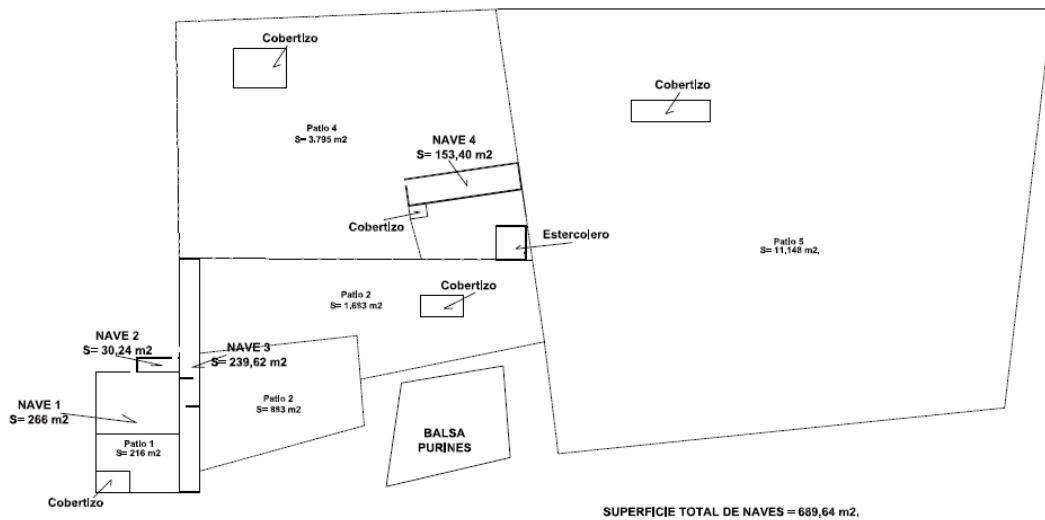 Cobertizo
Cobertizo
Patio 4
S= 3.795 m2
NAVE 4
S= 153,40 m2
Cobertizo
Estercolero
Patio 5
S= 11,148 m2,
Cobertizo
Patio 2
S= 1,683 m2
NAVE 2
S= 30,24 m2
NAVE 3
S= 239,62 m2
Patio 2
S= 883 m2
NAVE 1
S= 266 m2
BALSA
PURINES
Patio 1
S= 216 m2
Cobertizo
SUPERFICIE TOTAL DE NAVES = 689,64 m2,